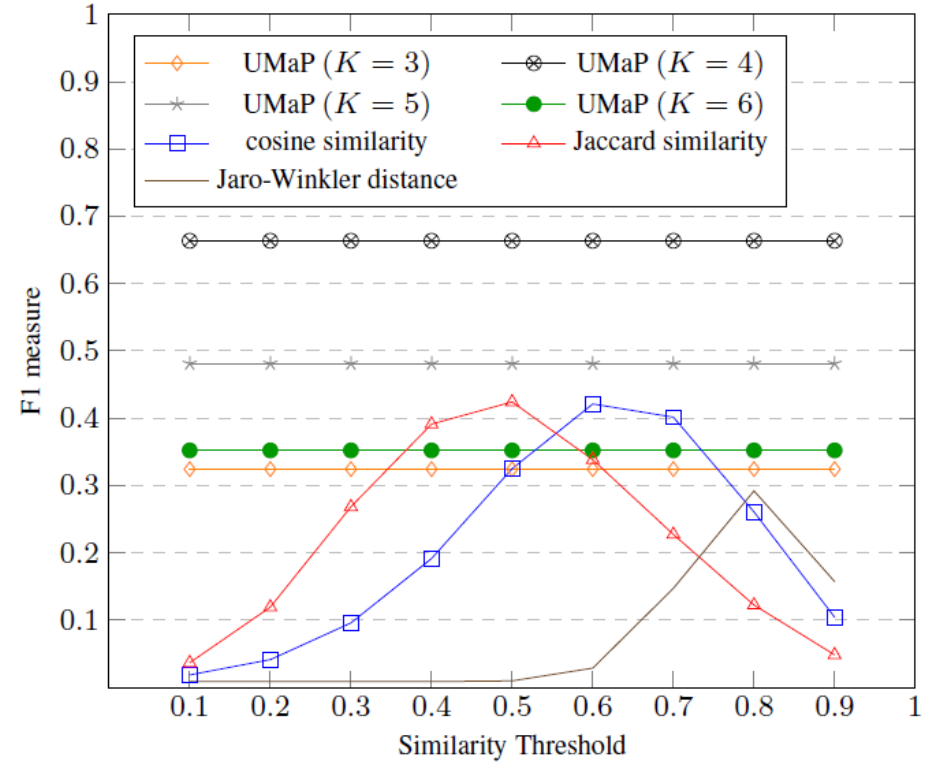 1
0.9
0.8
0.7
0.6
0.5
0.4
0.3
0.2
0.1
F1 measure
UMaP (K = 3)
UMaP (K = 4)
UMaP (K = 5)
UMaP (K = 6)
cosine similarity
Jaccard similarity
Jaro-Winkler distance
0.1 0.2 0.3 0.4 0.5 0.6 0.7 0.8 0.9 1
Similarity Threshold